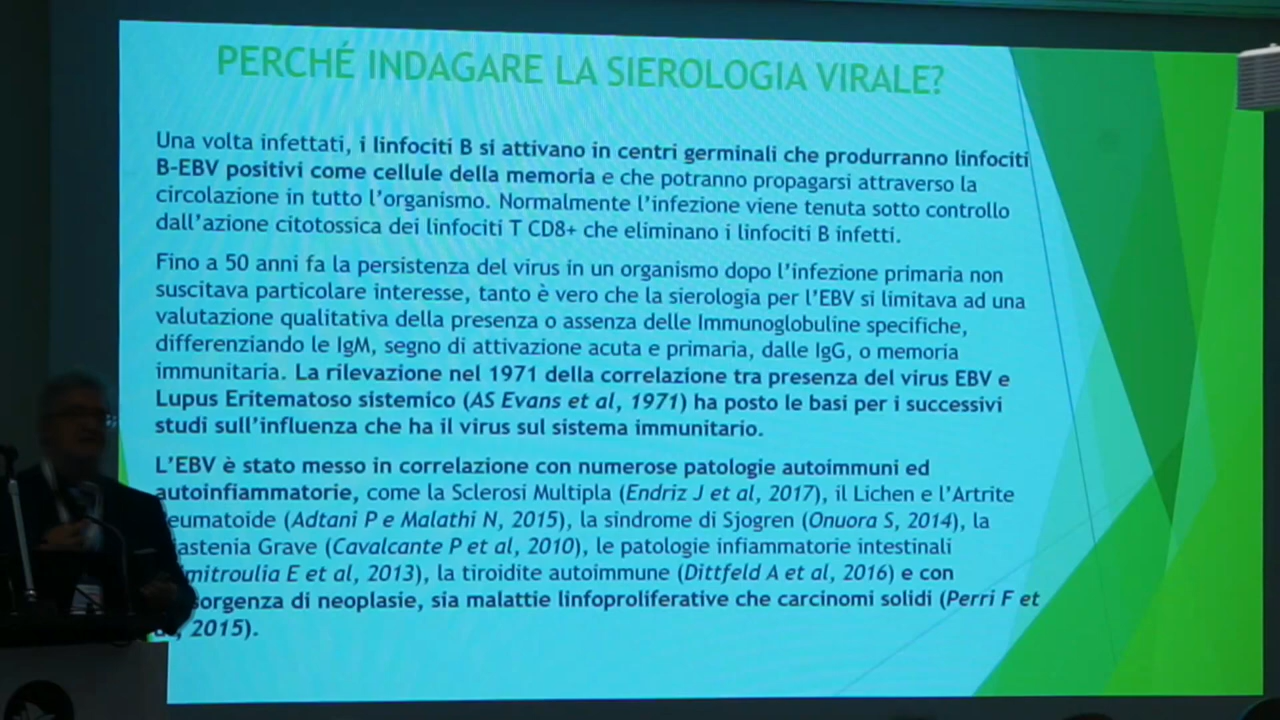 PERCHÉ INDAGARE LA SIEROLOGIA VIRALE?
Una volta infettati, i linfociti B si attivano in centri germinali che produrranno linfociti
B-EBV positivi come cellule della memoria e che potranno propagarsi attraverso la
circolazione in tutto l'organismo. Normalmente l'infezione viene tenuta sotto controllo
dall'azione citotossica dei linfociti T CD8+ che eliminano i linfociti B infetti.
Fino a 50 anni fa la persistenza del virus in un organismo dopo l'infezione primaria non
suscitava particolare interesse, tanto è vero che la sierologia per l'EBV si limitava ad una
valutazione qualitativa della presenza o assenza delle Immunoglobuline specifiche,
differenziando le IgM, segno di attivazione acuta e primaria, dalle IgG, o memoria
immunitaria. La rilevazione nel 1971 della correlazione tra presenza del virus EBV e
Lupus Eritematoso sistemico (AS Evans et al, 1971) ha posto le basi per i successivi
studi sull'influenza che ha il virus sul sistema immunitario.
L'EBV è stato messo in correlazione con numerose patologie autoimmuni ed
autoinfiammatorie, come la Sclerosi Multipla (Endriz J et al, 2017), il Lichen e l'Artrite
eumatoide (Adtani P e Malathi N, 2015), la sindrome di Sjogren (Onuora S, 2014), la
astenia Grave (Cavalcante P et al, 2010), le patologie infiammatorie intestinali
mitroulia E et al, 2013), la tiroidite autoimmune (Dittfeld A et al, 2016) e con
sorgenza di neoplasie, sia malattie linfoproliferative che carcinomi solidi (Perri F et
, 2015).